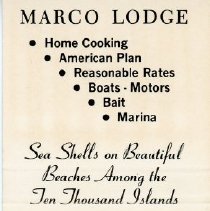 MARCO LODGE
• Home Cooking
• American Plan
• Reasonable Rates
• Boats - Motors
• Bait
• Marina
Sea Shells on Beautiful
Beaches Among the
Ten Thousand Islands